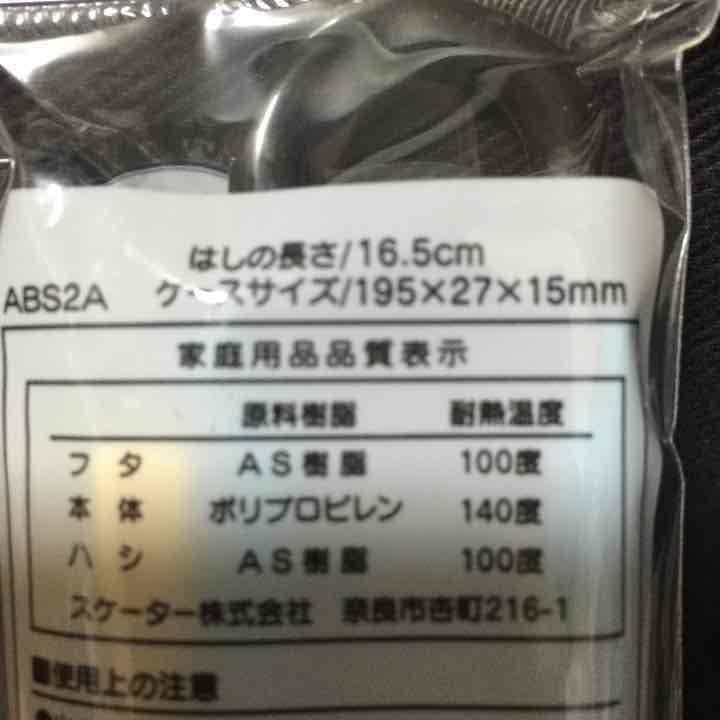 はしの長さ/16.5cm
ABS2A ケースサイズ/195×27×15mm
家庭用品品質表示
原料樹脂 耐熱温度
フタ AS樹脂 100度
本体 ポリプロピレン 140度
ハシ AS樹脂 100度
スケーター株式会社 奈良市杏町216-1
■使用上の注意